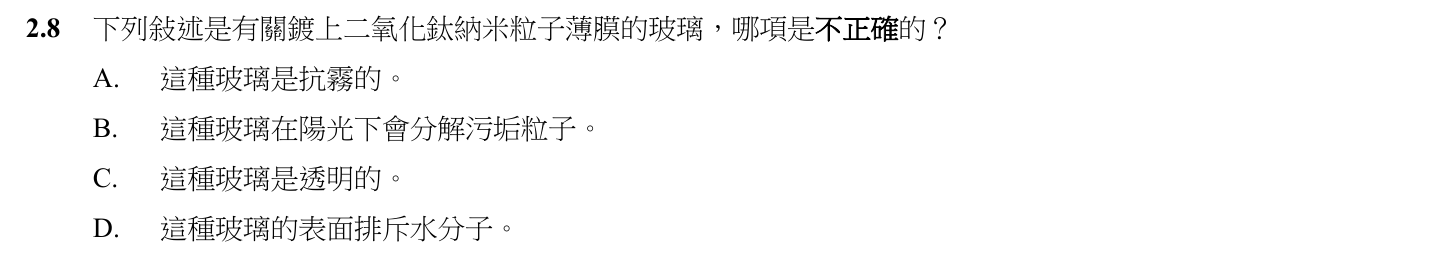 2.8 下列敍述是有關鍍上二氧化鈦納米粒子薄膜的玻璃，哪項是不正確的？
A. 這種玻璃是抗霧的。
B. 這種玻璃在陽光下會分解污垢粒子。
C. 這種玻璃是透明的。
D. 這種玻璃的表面排斥水分子。